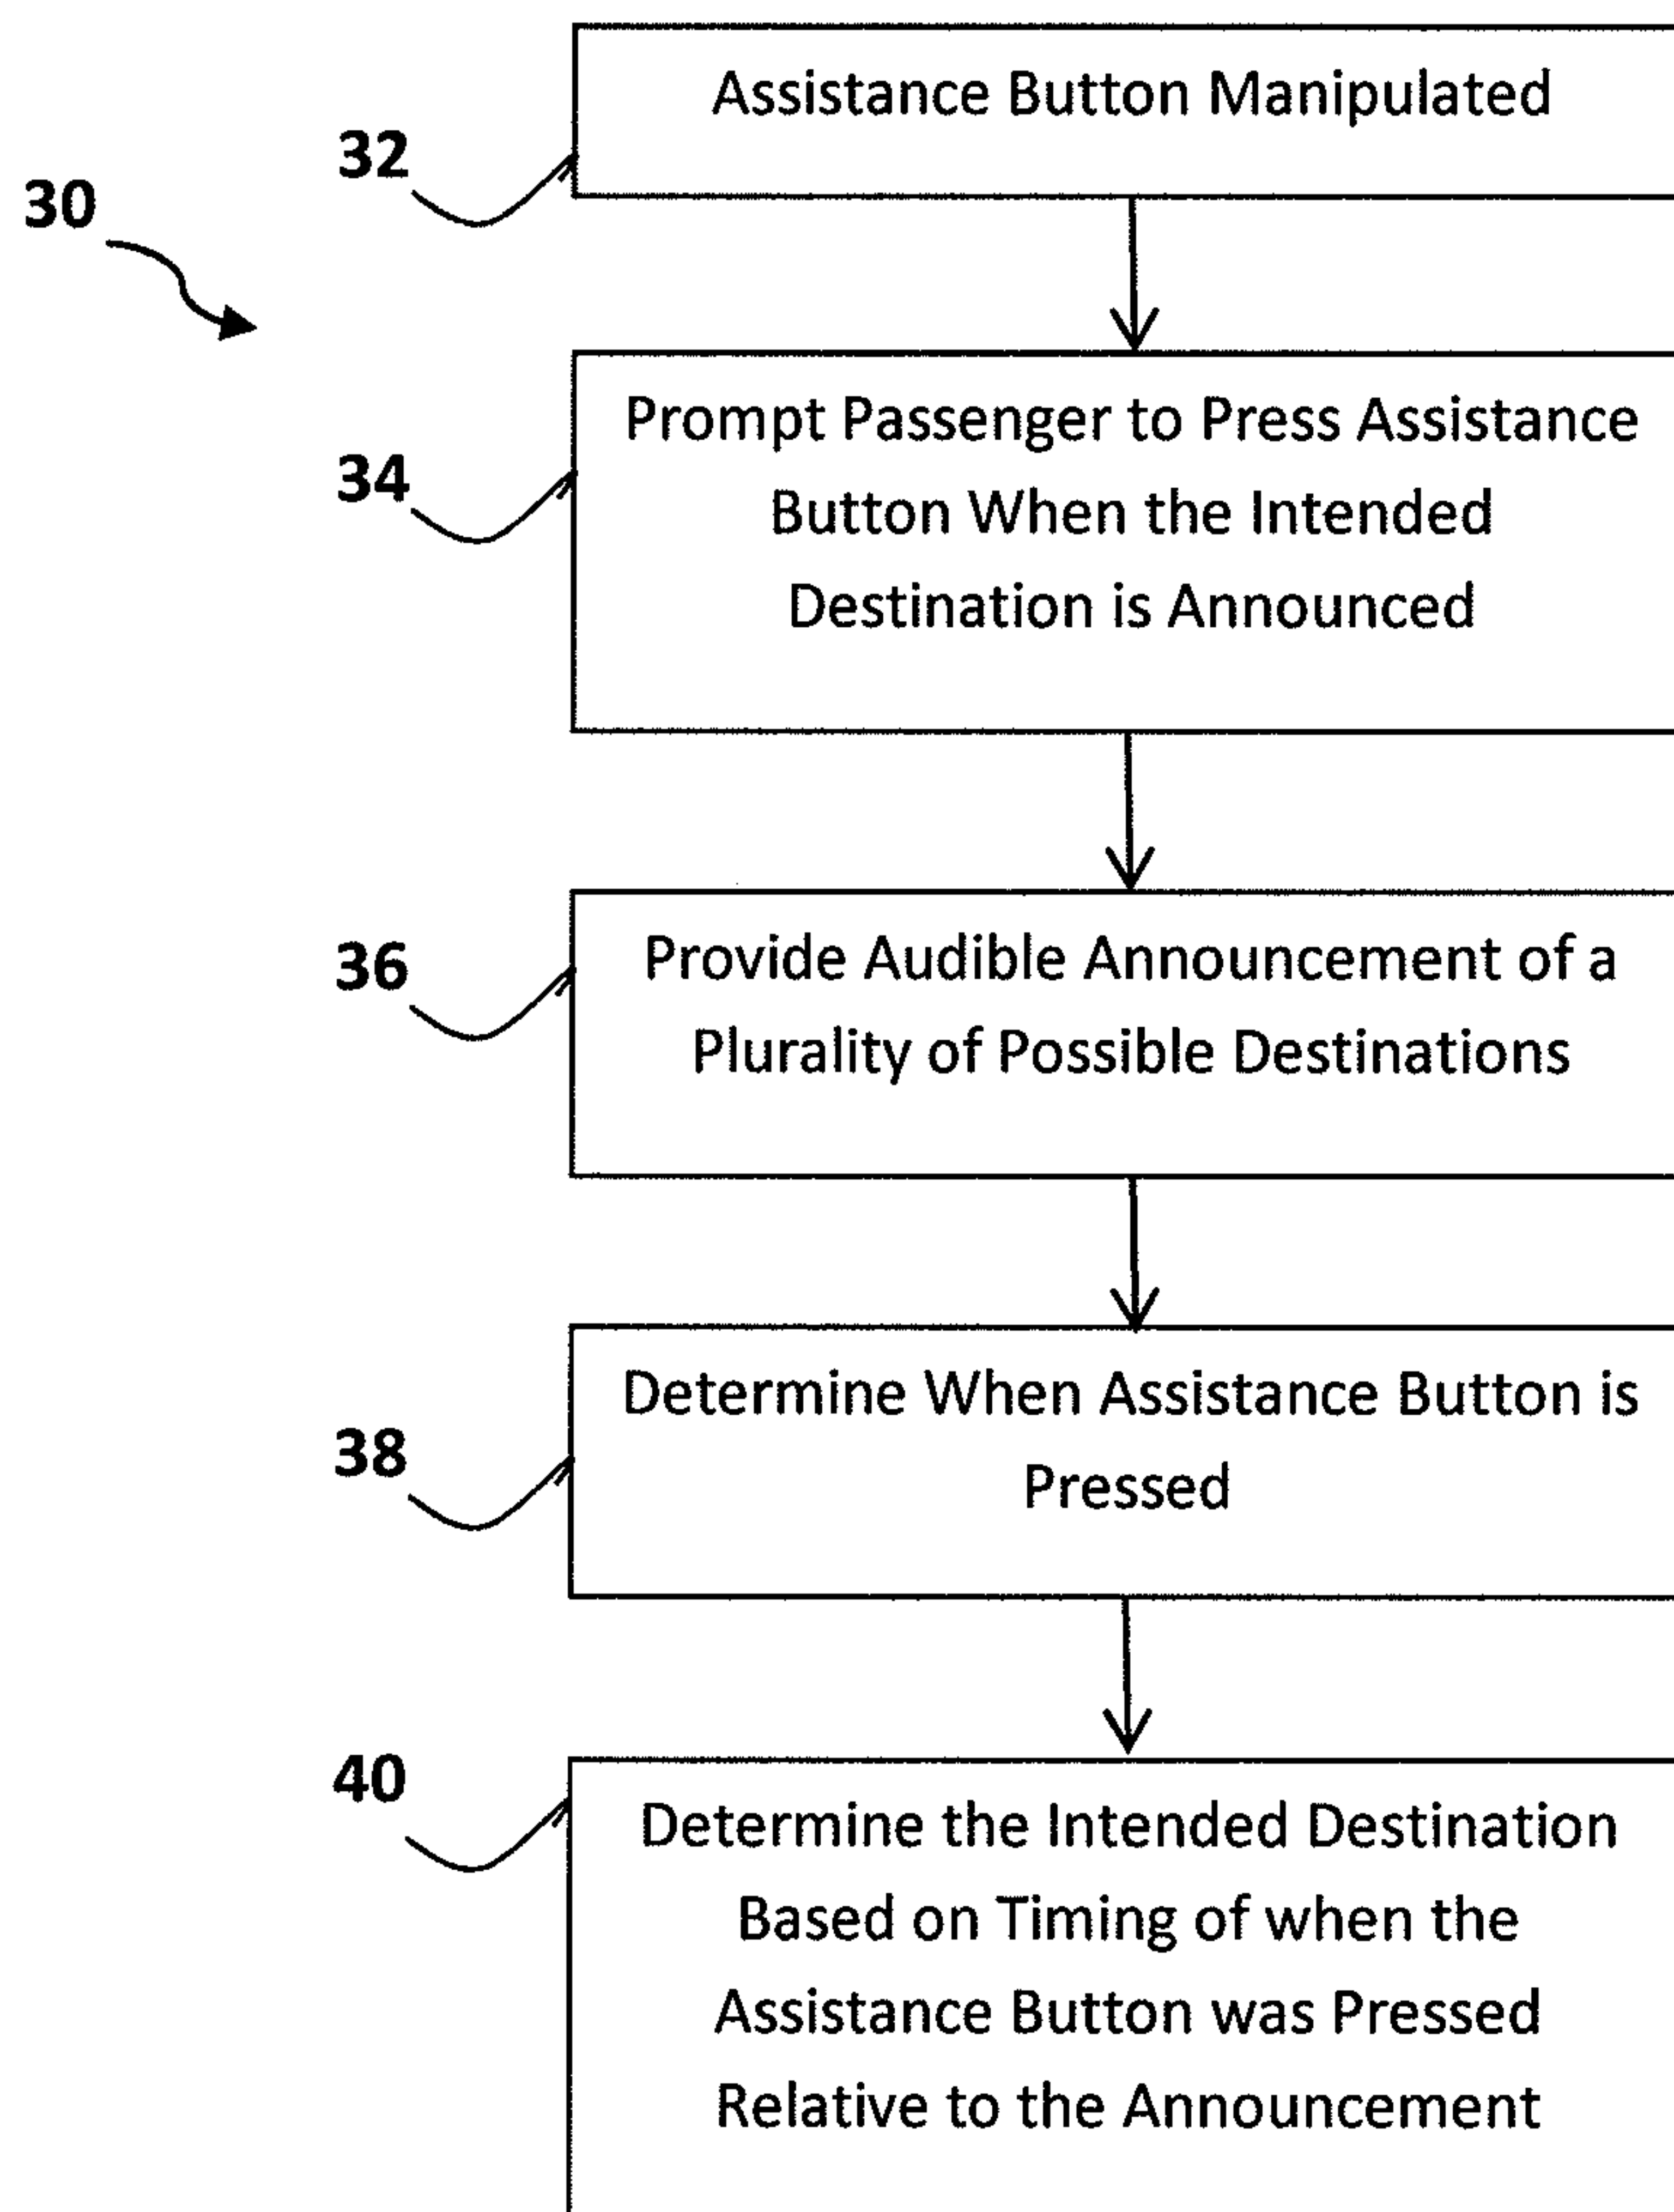 Assistance Button Manipulated
32
30
Prompt Passenger to Press Assistance
Button When the Intended
Destination is Announced
34
Provide Audible Announcement of a
Plurality of Possible Destinations
36
Determine When Assistance Button is
Pressed
38
40
Determine the Intended Destination
Based on Timing of when the
Assistance Button was Pressed
Relative to the Announcement